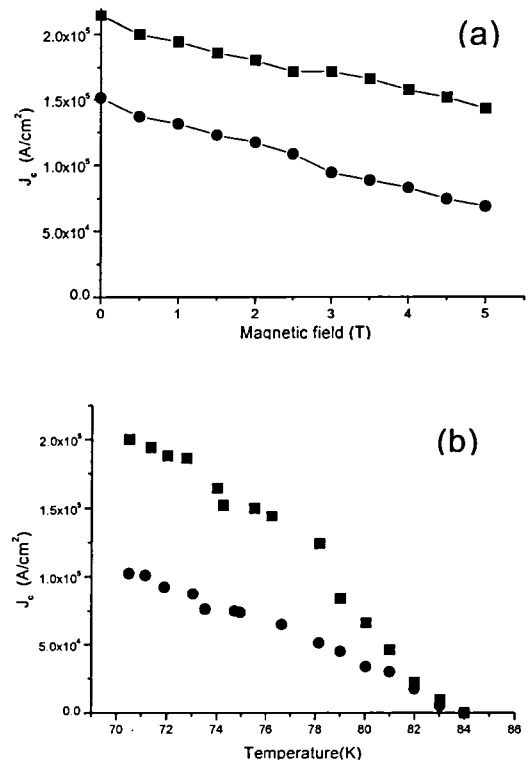 (a)
2.0x10⁵
1.5x10⁵
1.0x10⁵
5.0x10⁴
0.0
J_c (A/cm²)
0 1 2 3 4 5
Magnetic field (T)
(b)
2.0x10⁵
1.5x10⁵
1.0x10⁵
5.0x10⁴
0.0
J_c (A/cm²)
70 72 74 76 78 80 82 84 86
Temperature(K)